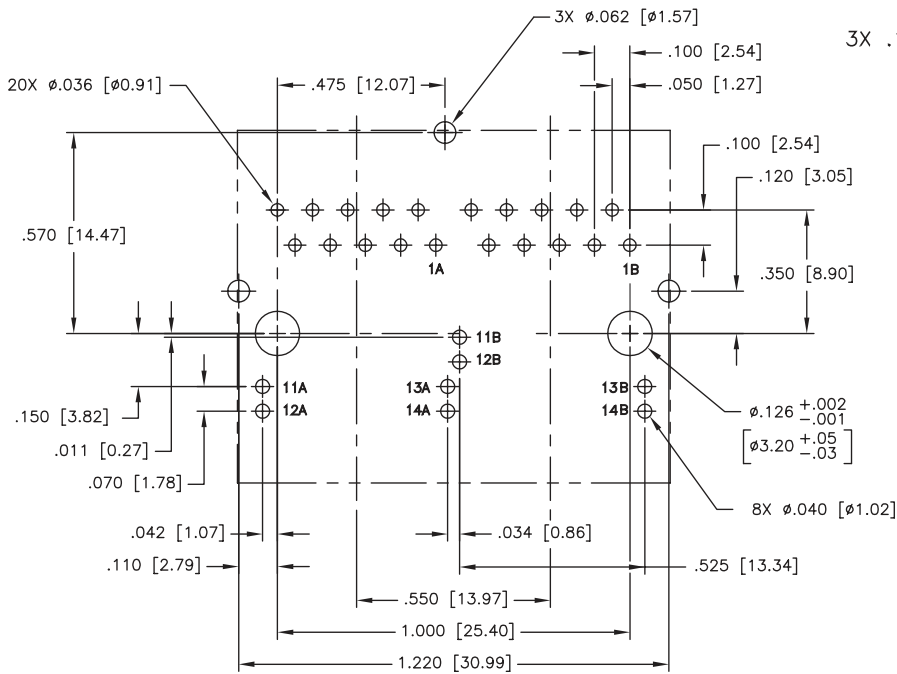 3X ø.062 [ø1.57]
3X .
.100 [2.54]
20X ø.036 [ø0.91]
.475 [12.07]
.050 [1.27]
.100 [2.54]
.120 [3.05]
.570 [14.47]
1A
1B
.350 [8.90]
11B
12B
11A
13A
13B
12A
14A
14B
.150 [3.82]
ø.126 +.002
-.001
[ø3.20 +.05
-.03]
.011 [0.27]
.070 [1.78]
8X ø.040 [ø1.02]
.042 [1.07]
.034 [0.86]
.110 [2.79]
.525 [13.34]
.550 [13.97]
1.000 [25.40]
1.220 [30.99]